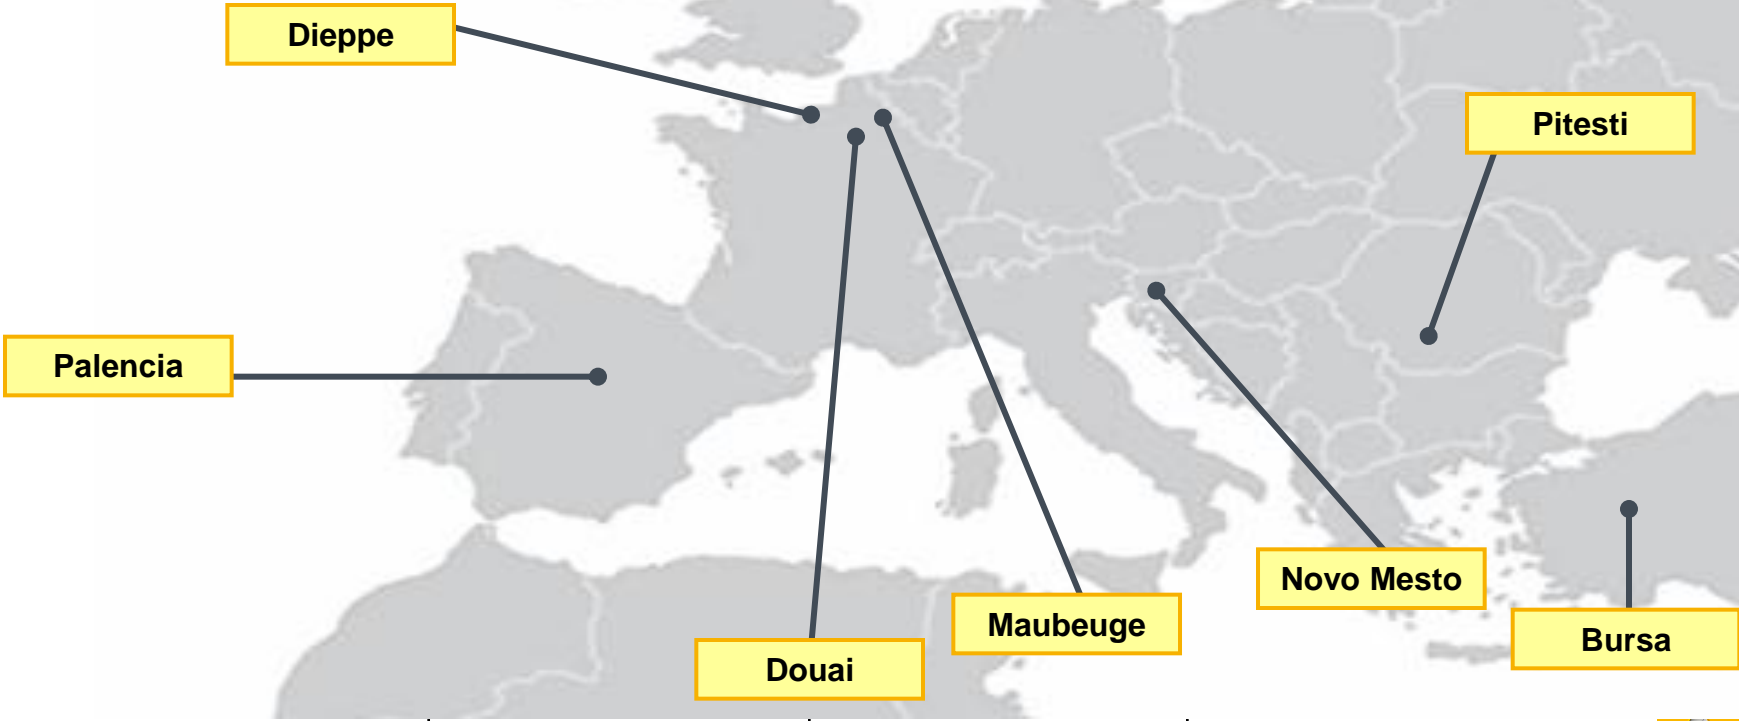 Dieppe
Pitesti
Palencia
Novo Mesto
Maubeuge
Bursa
Douai